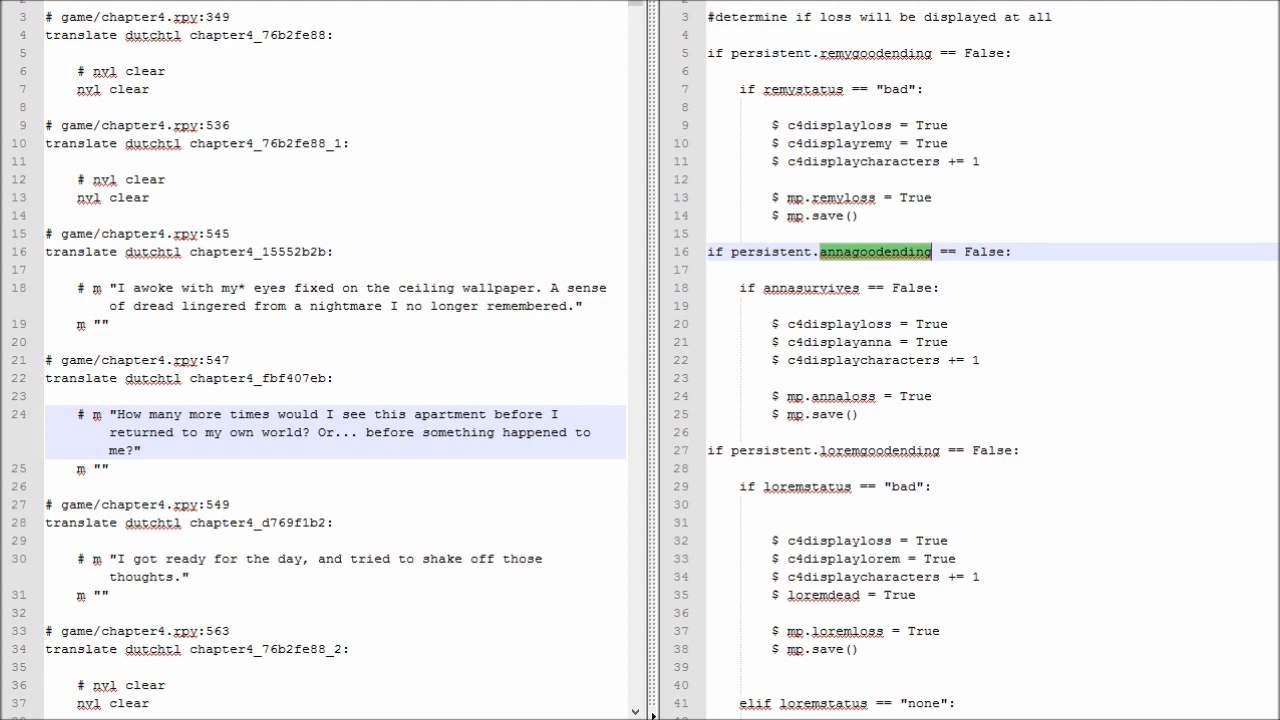 3 # game/chapter4.rpy:349
4 translate dutchtl chapter4_76b2fe88:
5
6 # nvl clear
7 nvl clear
8
9 # game/chapter4.rpy:536
10 translate dutchtl chapter4_76b2fe88_1:
11
12 # nvl clear
13 nvl clear
14
15 # game/chapter4.rpy:545
16 translate dutchtl chapter4_15552b2b:
17
18 # m "I awoke with my* eyes fixed on the ceiling wallpaper. A sense
of dread lingered from a nightmare I no longer remembered."
19 m ""
20
21 # game/chapter4.rpy:547
22 translate dutchtl chapter4_fbf407eb:
23
24 # m "How many more times would I see this apartment before I
returned to my own world? Or... before something happened to
me?"
25 m ""
26
27 # game/chapter4.rpy:549
28 translate dutchtl chapter4_d769f1b2:
29
30 # m "I got ready for the day, and tried to shake off those
thoughts."
31 m ""
32
33 # game/chapter4.rpy:563
34 translate dutchtl chapter4_76b2fe88_2:
35
36 # nvl clear
37 nvl clear
3 #determine if loss will be displayed at all
4
5 if persistent.remygoodending == False:
6
7 if remystatus == "bad":
8
9 $ c4displayloss = True
10 $ c4displayremy = True
11 $ c4displaycharacters += 1
12
13 $ mp.remyloss = True
14 $ mp.save()
15
16 if persistent.annagoodending == False:
17
18 if annasurvives == False:
19
20 $ c4displayloss = True
21 $ c4displayanna = True
22 $ c4displaycharacters += 1
23
24 $ mp.annaloss = True
25 $ mp.save()
26
27 if persistent.loremgoodending == False:
28
29 if loremstatus == "bad":
30
31
32 $ c4displayloss = True
33 $ c4displaylorem = True
34 $ c4displaycharacters += 1
35 $ loremdead = True
36
37 $ mp.loremloss = True
38 $ mp.save()
39
40
41 elif loremstatus == "none":